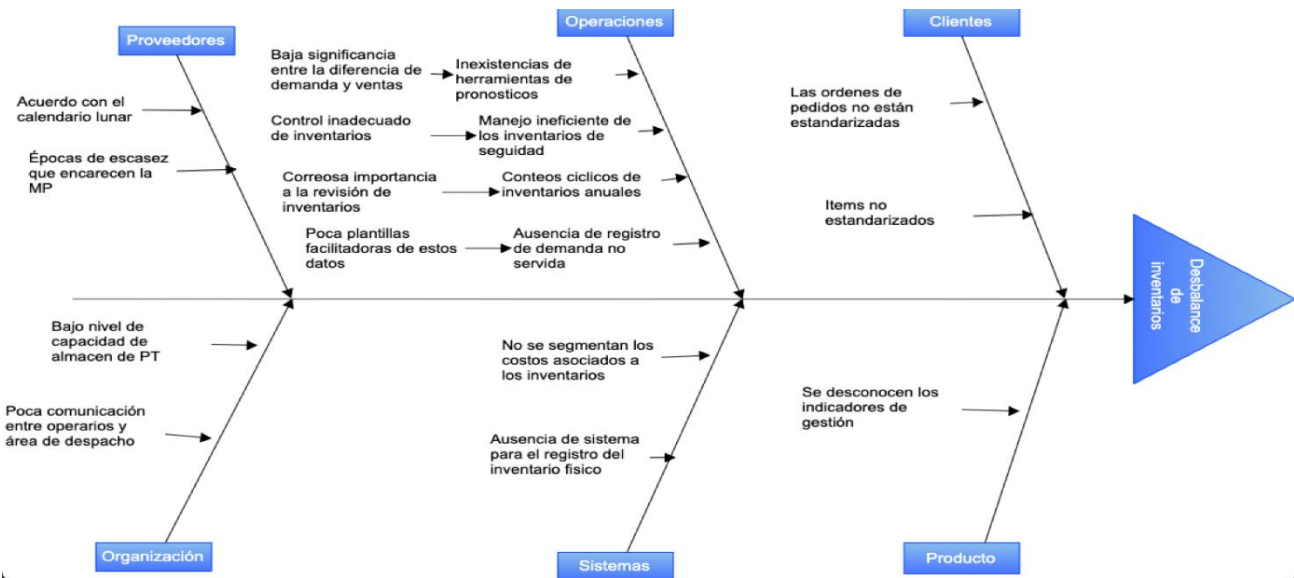 Proveedores
Operaciones
Clientes
Baja significancia
entre la diferencia de
demanda y ventas
Inexistencias de
herramientas de
pronosticos
Acuerdo con el
calendario lunar
Las ordenes de
pedidos no están
estandarizadas
Control inadecuado
de inventarios
Manejo ineficiente de
los inventarios de
seguidad
Épocas de escasez
que encarecen la
MP
Correosa importancia
a la revisión de
inventarios
Conteos ciclicos de
inventarios anuales
Items no
estandarizados
Poca plantillas
facilitadoras de estos
datos
Ausencia de registro
de demanda no
servida
Desbalance
de
inventarios
Bajo nivel de
capacidad de
almacen de PT
No se segmentan los
costos asociados a
los inventarios
Se desconocen los
indicadores de
gestión
Poca comunicación
entre operarios y
área de despacho
Ausencia de sistema
para el registro del
inventario fisico
Organización
Sistemas
Producto